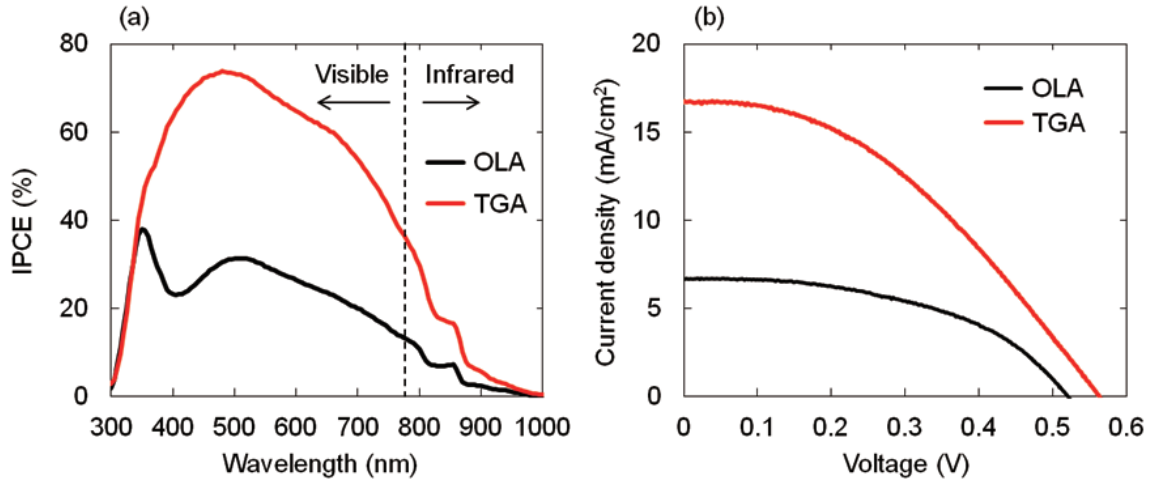 (a)
80
60
40
20
0
IPCE (%)
Visible
Infrared
OLA
TGA
300 400 500 600 700 800 900 1000
Wavelength (nm)
(b)
20
15
10
5
0
Current density (mA/cm²)
OLA
TGA
0 0.1 0.2 0.3 0.4 0.5 0.6
Voltage (V)